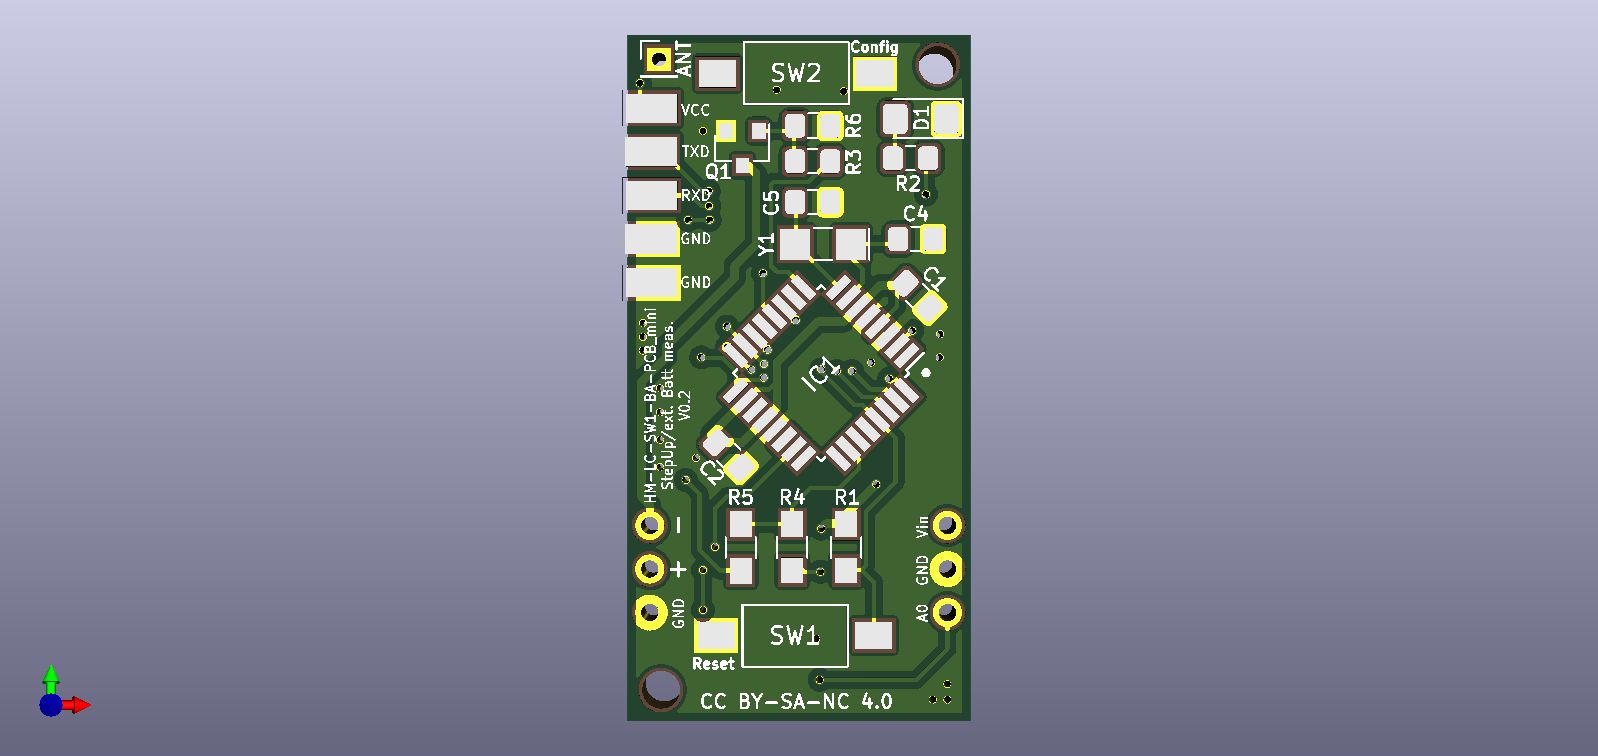 ANT
SW2
Config
VCC
TXD
RXD
GND
GND
Q1
R6
R3
C5
Y1
D1
R2
C4
C1
IC1
HM-LC-SW1-BA-PCB_mini
StepUp/ext. Batt meas.
V0.2
C2
R5
R4
R1
−
+
GND
Vin
GND
A0
SW1
Reset
CC BY-SA-NC 4.0